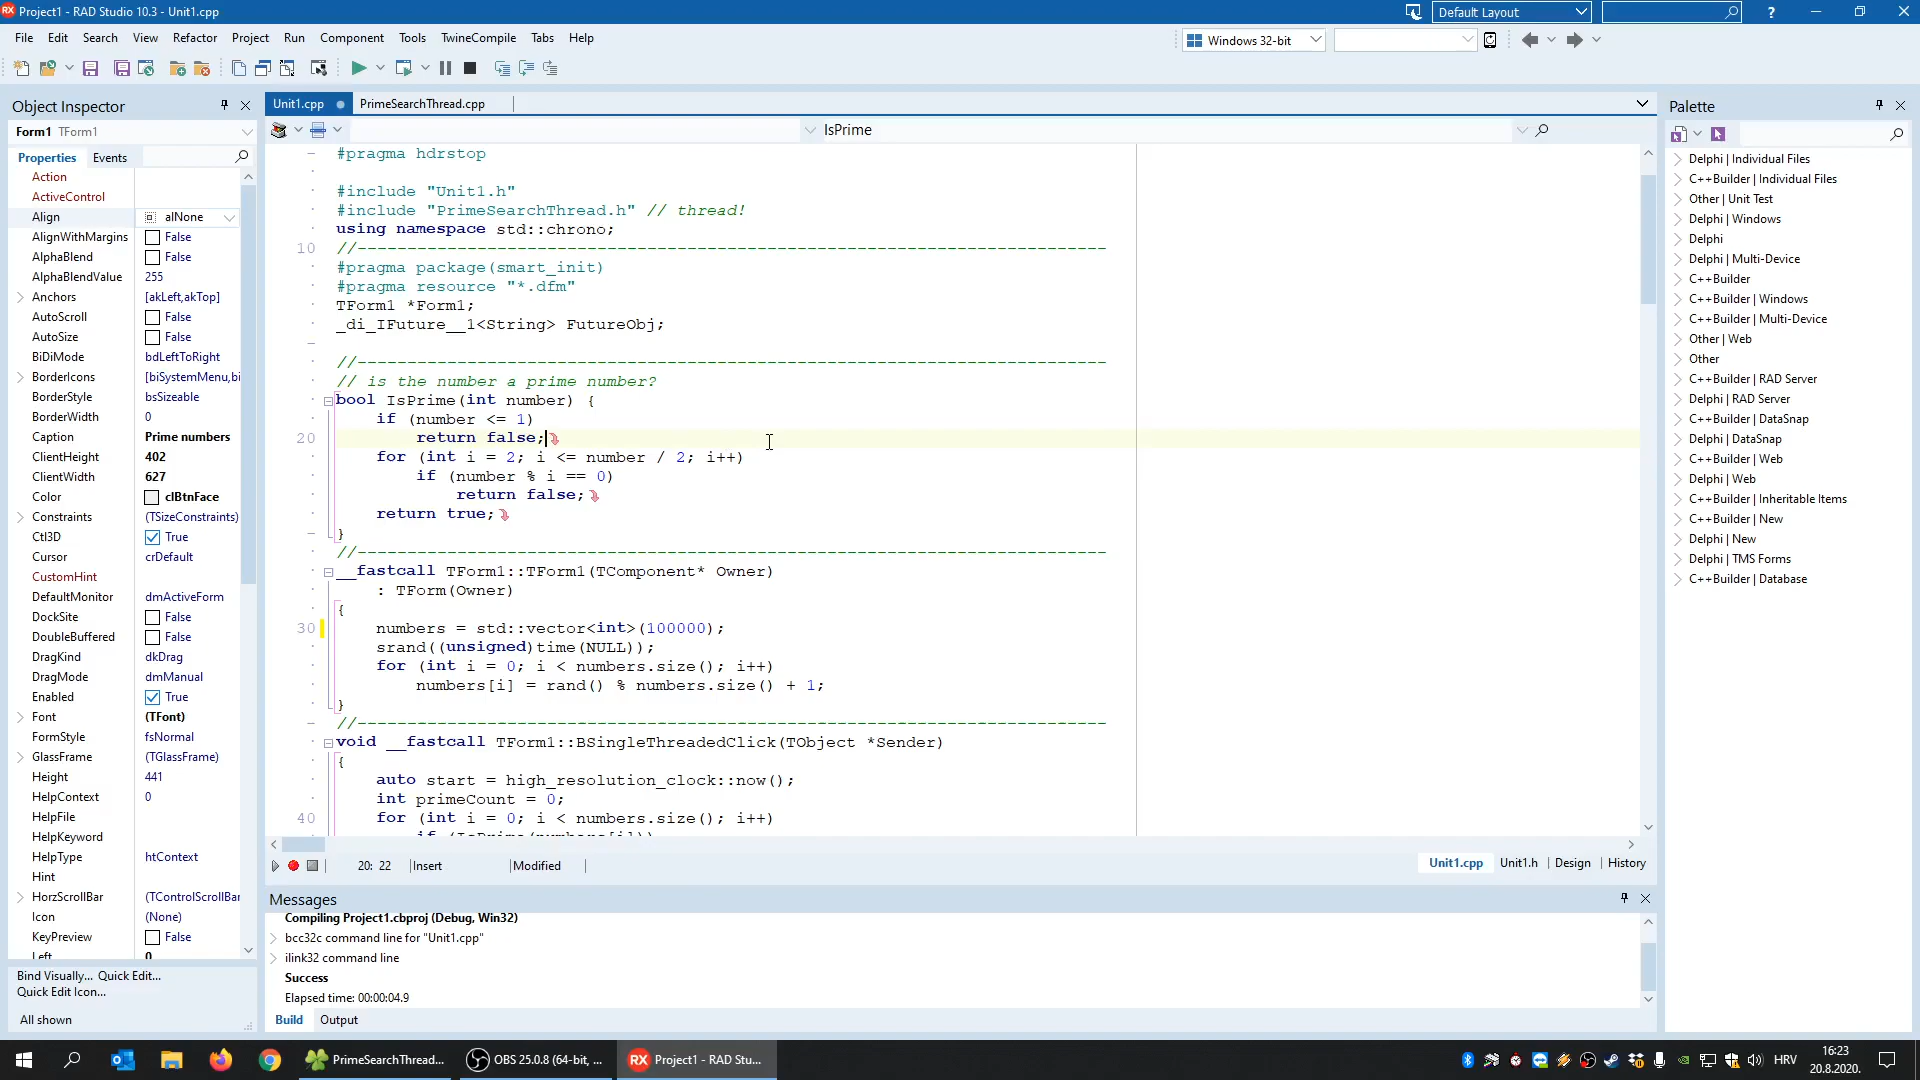 Project1 - RAD Studio 10.3 - Unit1.cpp
Default Layout
?
File Edit Search View Refactor Project Run Component Tools TwineCompile Tabs Help
Windows 32-bit
Object Inspector
Form1 TForm1
Properties Events
Action
ActiveControl
Align alNone
AlignWithMargins False
AlphaBlend False
AlphaBlendValue 255
Anchors [akLeft,akTop]
AutoScroll False
AutoSize False
BiDiMode bdLeftToRight
BorderIcons [biSystemMenu,bi
BorderStyle bsSizeable
BorderWidth 0
Caption Prime numbers
ClientHeight 402
ClientWidth 627
Color clBtnFace
Constraints (TSizeConstraints)
Ctl3D True
Cursor crDefault
CustomHint
DefaultMonitor dmActiveForm
DockSite False
DoubleBuffered False
DragKind dkDrag
DragMode dmManual
Enabled True
Font (TFont)
FormStyle fsNormal
GlassFrame (TGlassFrame)
Height 441
HelpContext 0
HelpFile
HelpKeyword
HelpType htContext
Hint
HorzScrollBar (TControlScrollBar
Icon (None)
KeyPreview False
Left 0
Bind Visually... Quick Edit...
Quick Edit Icon...
All shown
Unit1.cpp PrimeSearchThread.cpp
IsPrime
#pragma hdrstop
#include "Unit1.h"
#include "PrimeSearchThread.h" // thread!
using namespace std::chrono;
10 //---------------------------------------------------------------------------
#pragma package(smart_init)
#pragma resource "*.dfm"
TForm1 *Form1;
_di_IFuture__1<String> FutureObj;
//---------------------------------------------------------------------------
// is the number a prime number?
bool IsPrime(int number) {
if (number <= 1)
20 return false;
for (int i = 2; i <= number / 2; i++)
if (number % i == 0)
return false;
return true;
}
//---------------------------------------------------------------------------
__fastcall TForm1::TForm1(TComponent* Owner)
: TForm(Owner)
{
30 numbers = std::vector<int>(100000);
srand((unsigned)time(NULL));
for (int i = 0; i < numbers.size(); i++)
numbers[i] = rand() % numbers.size() + 1;
}
//---------------------------------------------------------------------------
void __fastcall TForm1::BSingleThreadedClick(TObject *Sender)
{
auto start = high_resolution_clock::now();
int primeCount = 0;
40 for (int i = 0; i < numbers.size(); i++)
if (IsPrime(numbers[i]))
20: 22 Insert Modified
Unit1.cpp Unit1.h Design History
Messages
Compiling Project1.cbproj (Debug, Win32)
bcc32c command line for "Unit1.cpp"
ilink32 command line
Success
Elapsed time: 00:00:04.9
Build Output
Palette
Delphi | Individual Files
C++Builder | Individual Files
Other | Unit Test
Delphi | Windows
Delphi
Delphi | Multi-Device
C++Builder
C++Builder | Windows
C++Builder | Multi-Device
Other | Web
Other
C++Builder | RAD Server
Delphi | RAD Server
C++Builder | DataSnap
Delphi | DataSnap
C++Builder | Web
Delphi | Web
C++Builder | Inheritable Items
C++Builder | New
Delphi | New
Delphi | TMS Forms
C++Builder | Database
PrimeSearchThread...
OBS 25.0.8 (64-bit, ...
RX Project1 - RAD Stu...
HRV
16:23
20.8.2020.